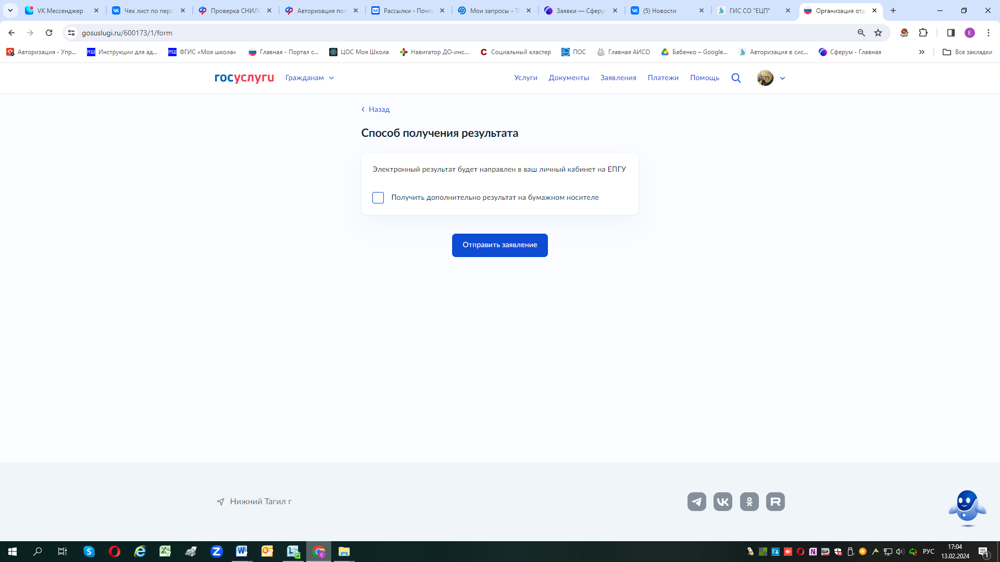 VK Мессенджер
Чек лист по перс
Проверка СНИЛС
Авторизация пол
Рассылки - Почта
Мои запросы - Т
Заявки — Сферу
(5) Новости
ГИС СО "ЕЦП"
Организация отд
gosuslugi.ru/600173/1/form
E
Авторизация - Упр...
МШ Инструкции для ад...
МШ ФГИС «Моя школа»
Главная - Портал с...
ЦОС Моя Школа
Навигатор ДО-инс...
Социальный кластер
ПОС
Главная АИСО
Бабенко – Google...
Авторизация в сис...
Сферум - Главная
Все закладки
госуслуги
Гражданам
Услуги
Документы
Заявления
Платежи
Помощь
Назад
Способ получения результата
Электронный результат будет направлен в ваш личный кабинет на ЕПГУ
Получить дополнительно результат на бумажном носителе
Отправить заявление
Нижний Тагил г
РУС
17:04
13.02.2024
1